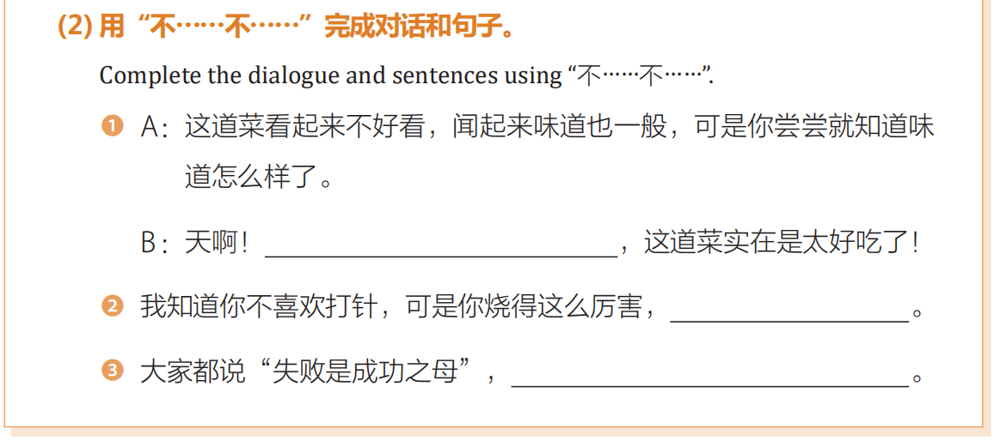 (2) 用“不……不……”完成对话和句子。
Complete the dialogue and sentences using “不……不……”.
❶ A：这道菜看起来不好看，闻起来味道也一般，可是你尝尝就知道味
道怎么样了。
B：天啊！____________________，这道菜实在是太好吃了！
❷ 我知道你不喜欢打针，可是你烧得这么厉害，______________。
❸ 大家都说“失败是成功之母”，______________________。